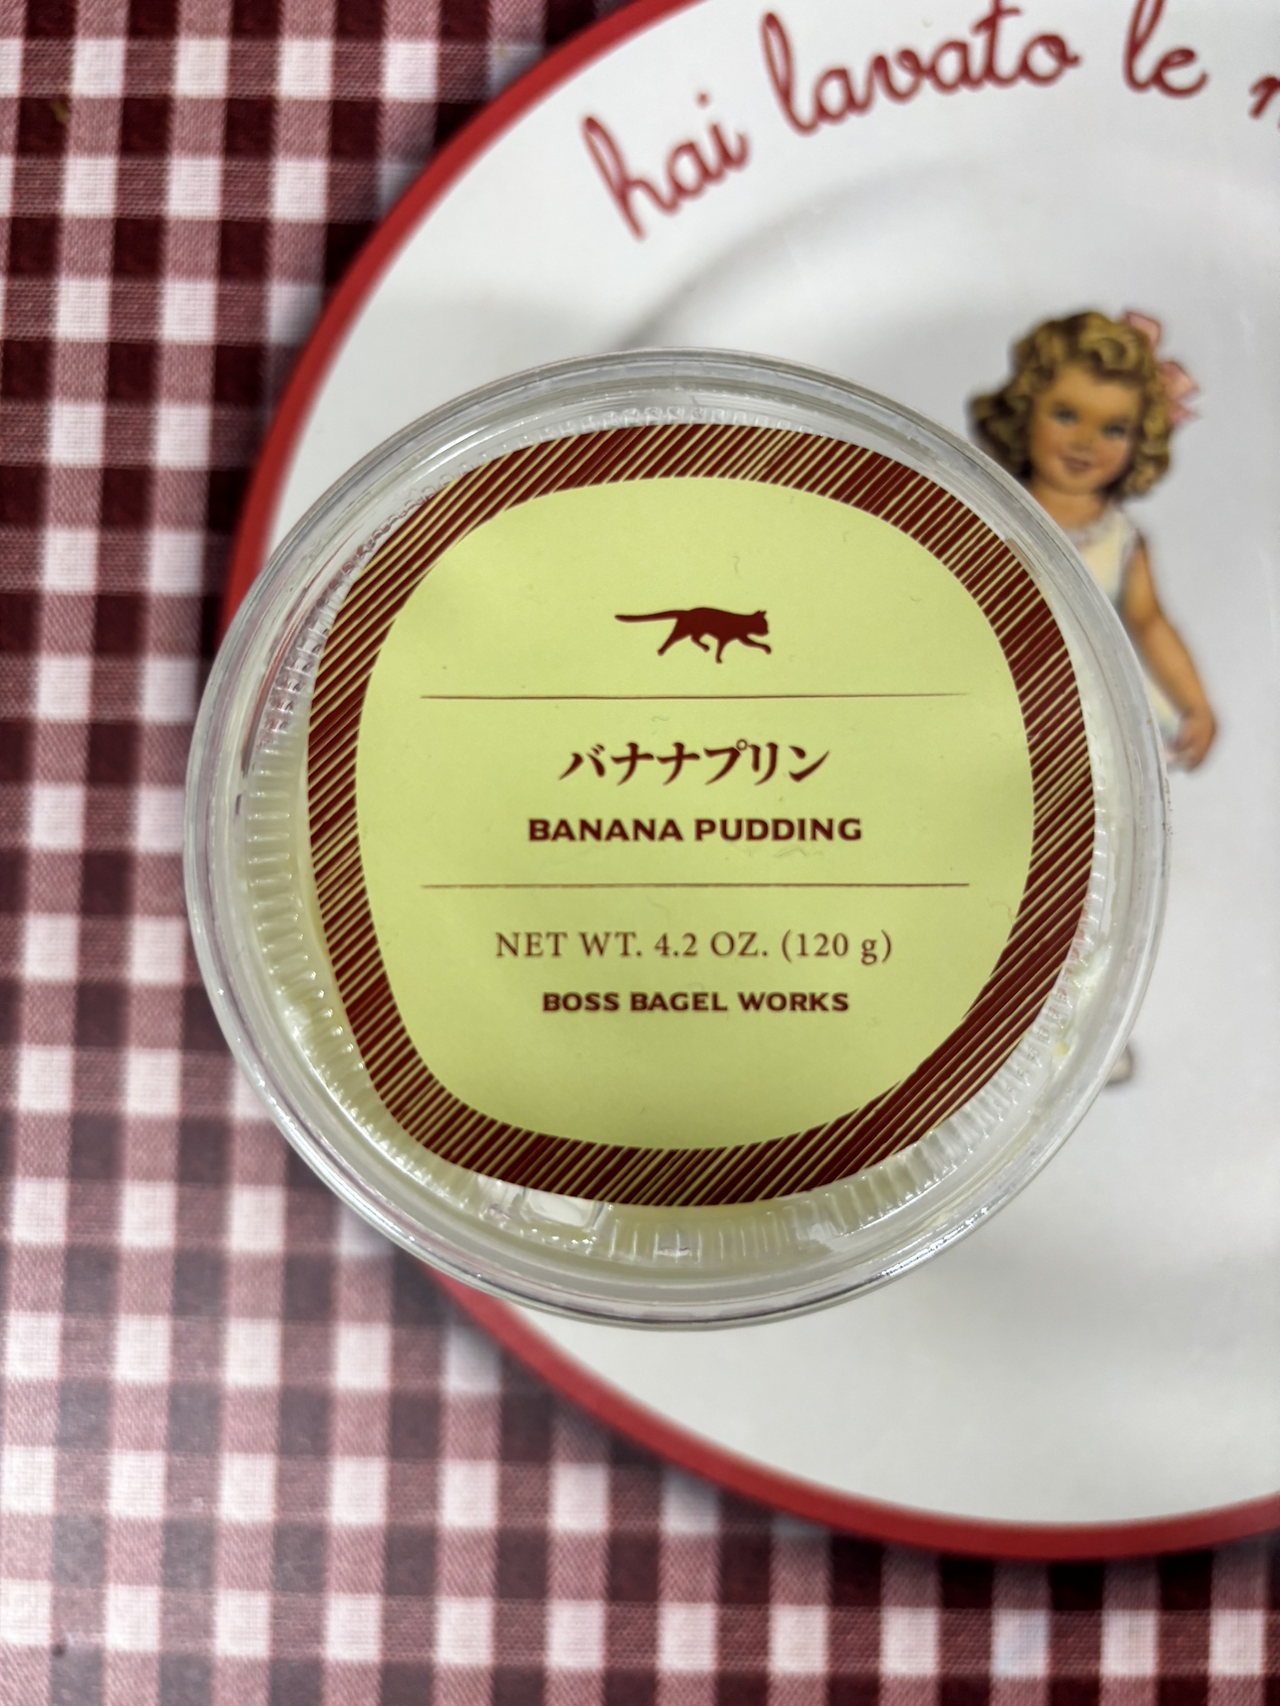 hai lavato le
バナナプリン
BANANA PUDDING
NET WT. 4.2 OZ. (120 g)
BOSS BAGEL WORKS